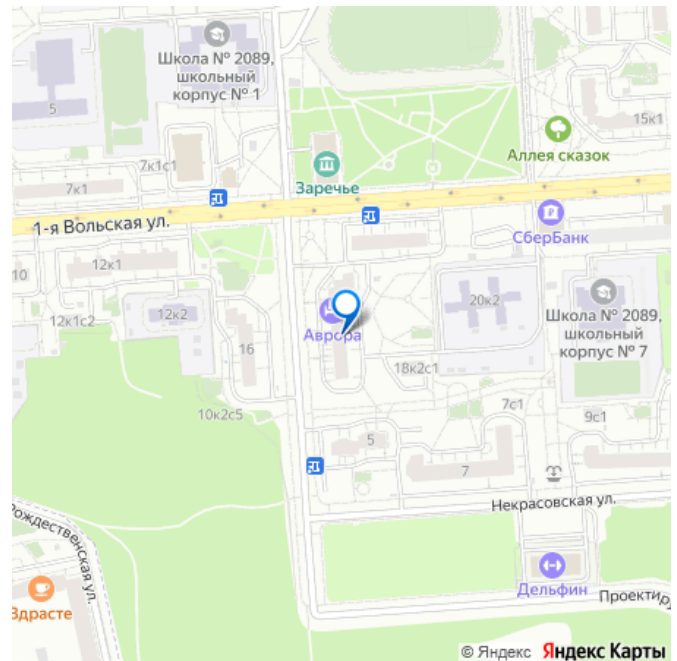 Школа № 2089,
школьный
корпус № 1
5
15к1
Аллея сказок
7к1с1
7к1
Заречье
1-я Вольская ул.
СберБанк
10
12к1
12к1с2
12к2
16
20к2
Школа № 2089,
школьный
корпус № 7
Аврора
18к2с1
10к2с5
7с1
9с1
5
7
Некрасовская ул.
Рождественская ул.
Дельфин
Здрасте
Проектиру
© Яндекс Яндекс Карты